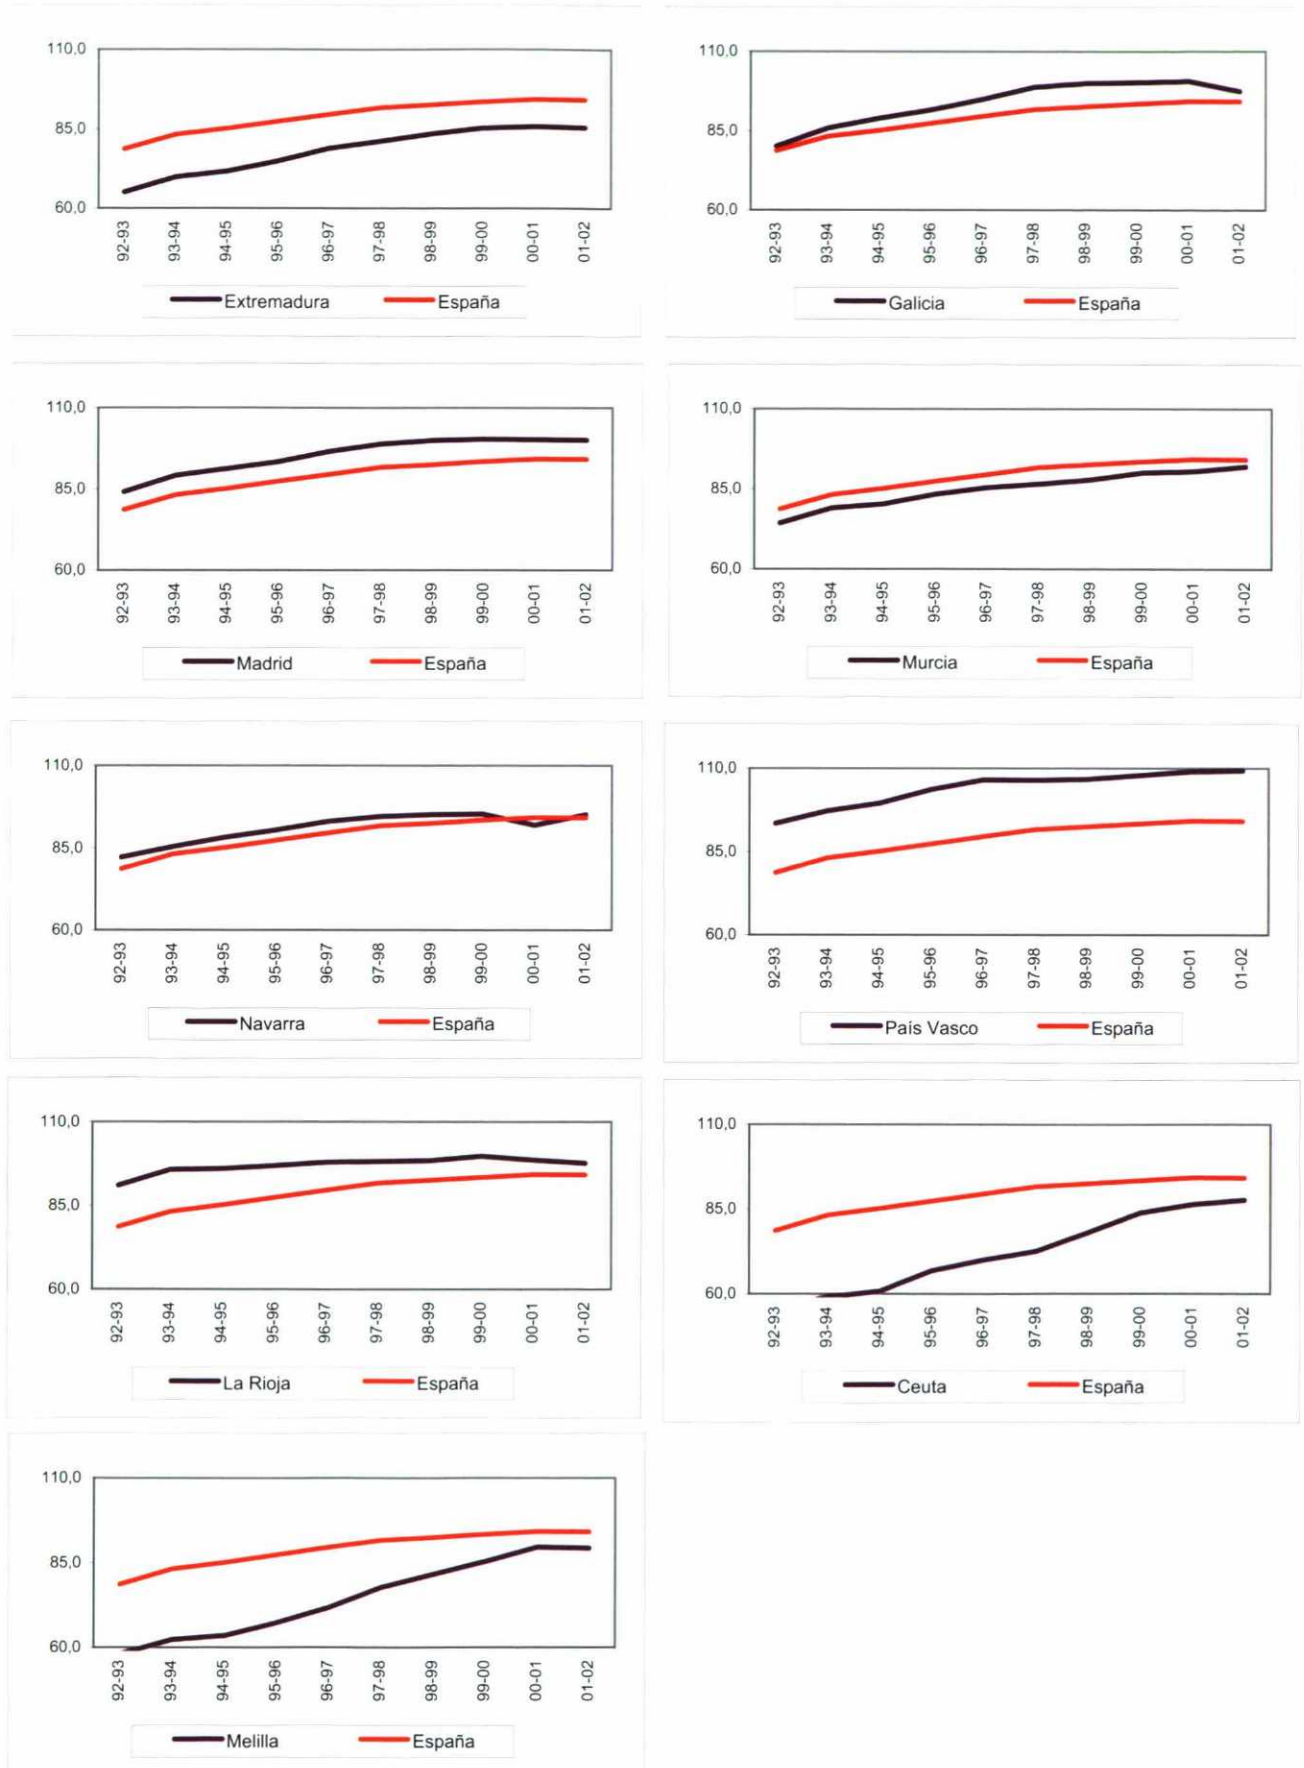 110,0
85,0
60,0
92-93 93-94 94-95 95-96 96-97 97-98 98-99 99-00 00-01 01-02
Extremadura España
110,0
85,0
60,0
92-93 93-94 94-95 95-96 96-97 97-98 98-99 99-00 00-01 01-02
Galicia España
110,0
85,0
60,0
92-93 93-94 94-95 95-96 96-97 97-98 98-99 99-00 00-01 01-02
Madrid España
110,0
85,0
60,0
92-93 93-94 94-95 95-96 96-97 97-98 98-99 99-00 00-01 01-02
Murcia España
110,0
85,0
60,0
92-93 93-94 94-95 95-96 96-97 97-98 98-99 99-00 00-01 01-02
Navarra España
110,0
85,0
60,0
92-93 93-94 94-95 95-96 96-97 97-98 98-99 99-00 00-01 01-02
País Vasco España
110,0
85,0
60,0
92-93 93-94 94-95 95-96 96-97 97-98 98-99 99-00 00-01 01-02
La Rioja España
110,0
85,0
60,0
92-93 93-94 94-95 95-96 96-97 97-98 98-99 99-00 00-01 01-02
Ceuta España
110,0
85,0
60,0
92-93 93-94 94-95 95-96 96-97 97-98 98-99 99-00 00-01 01-02
Melilla España